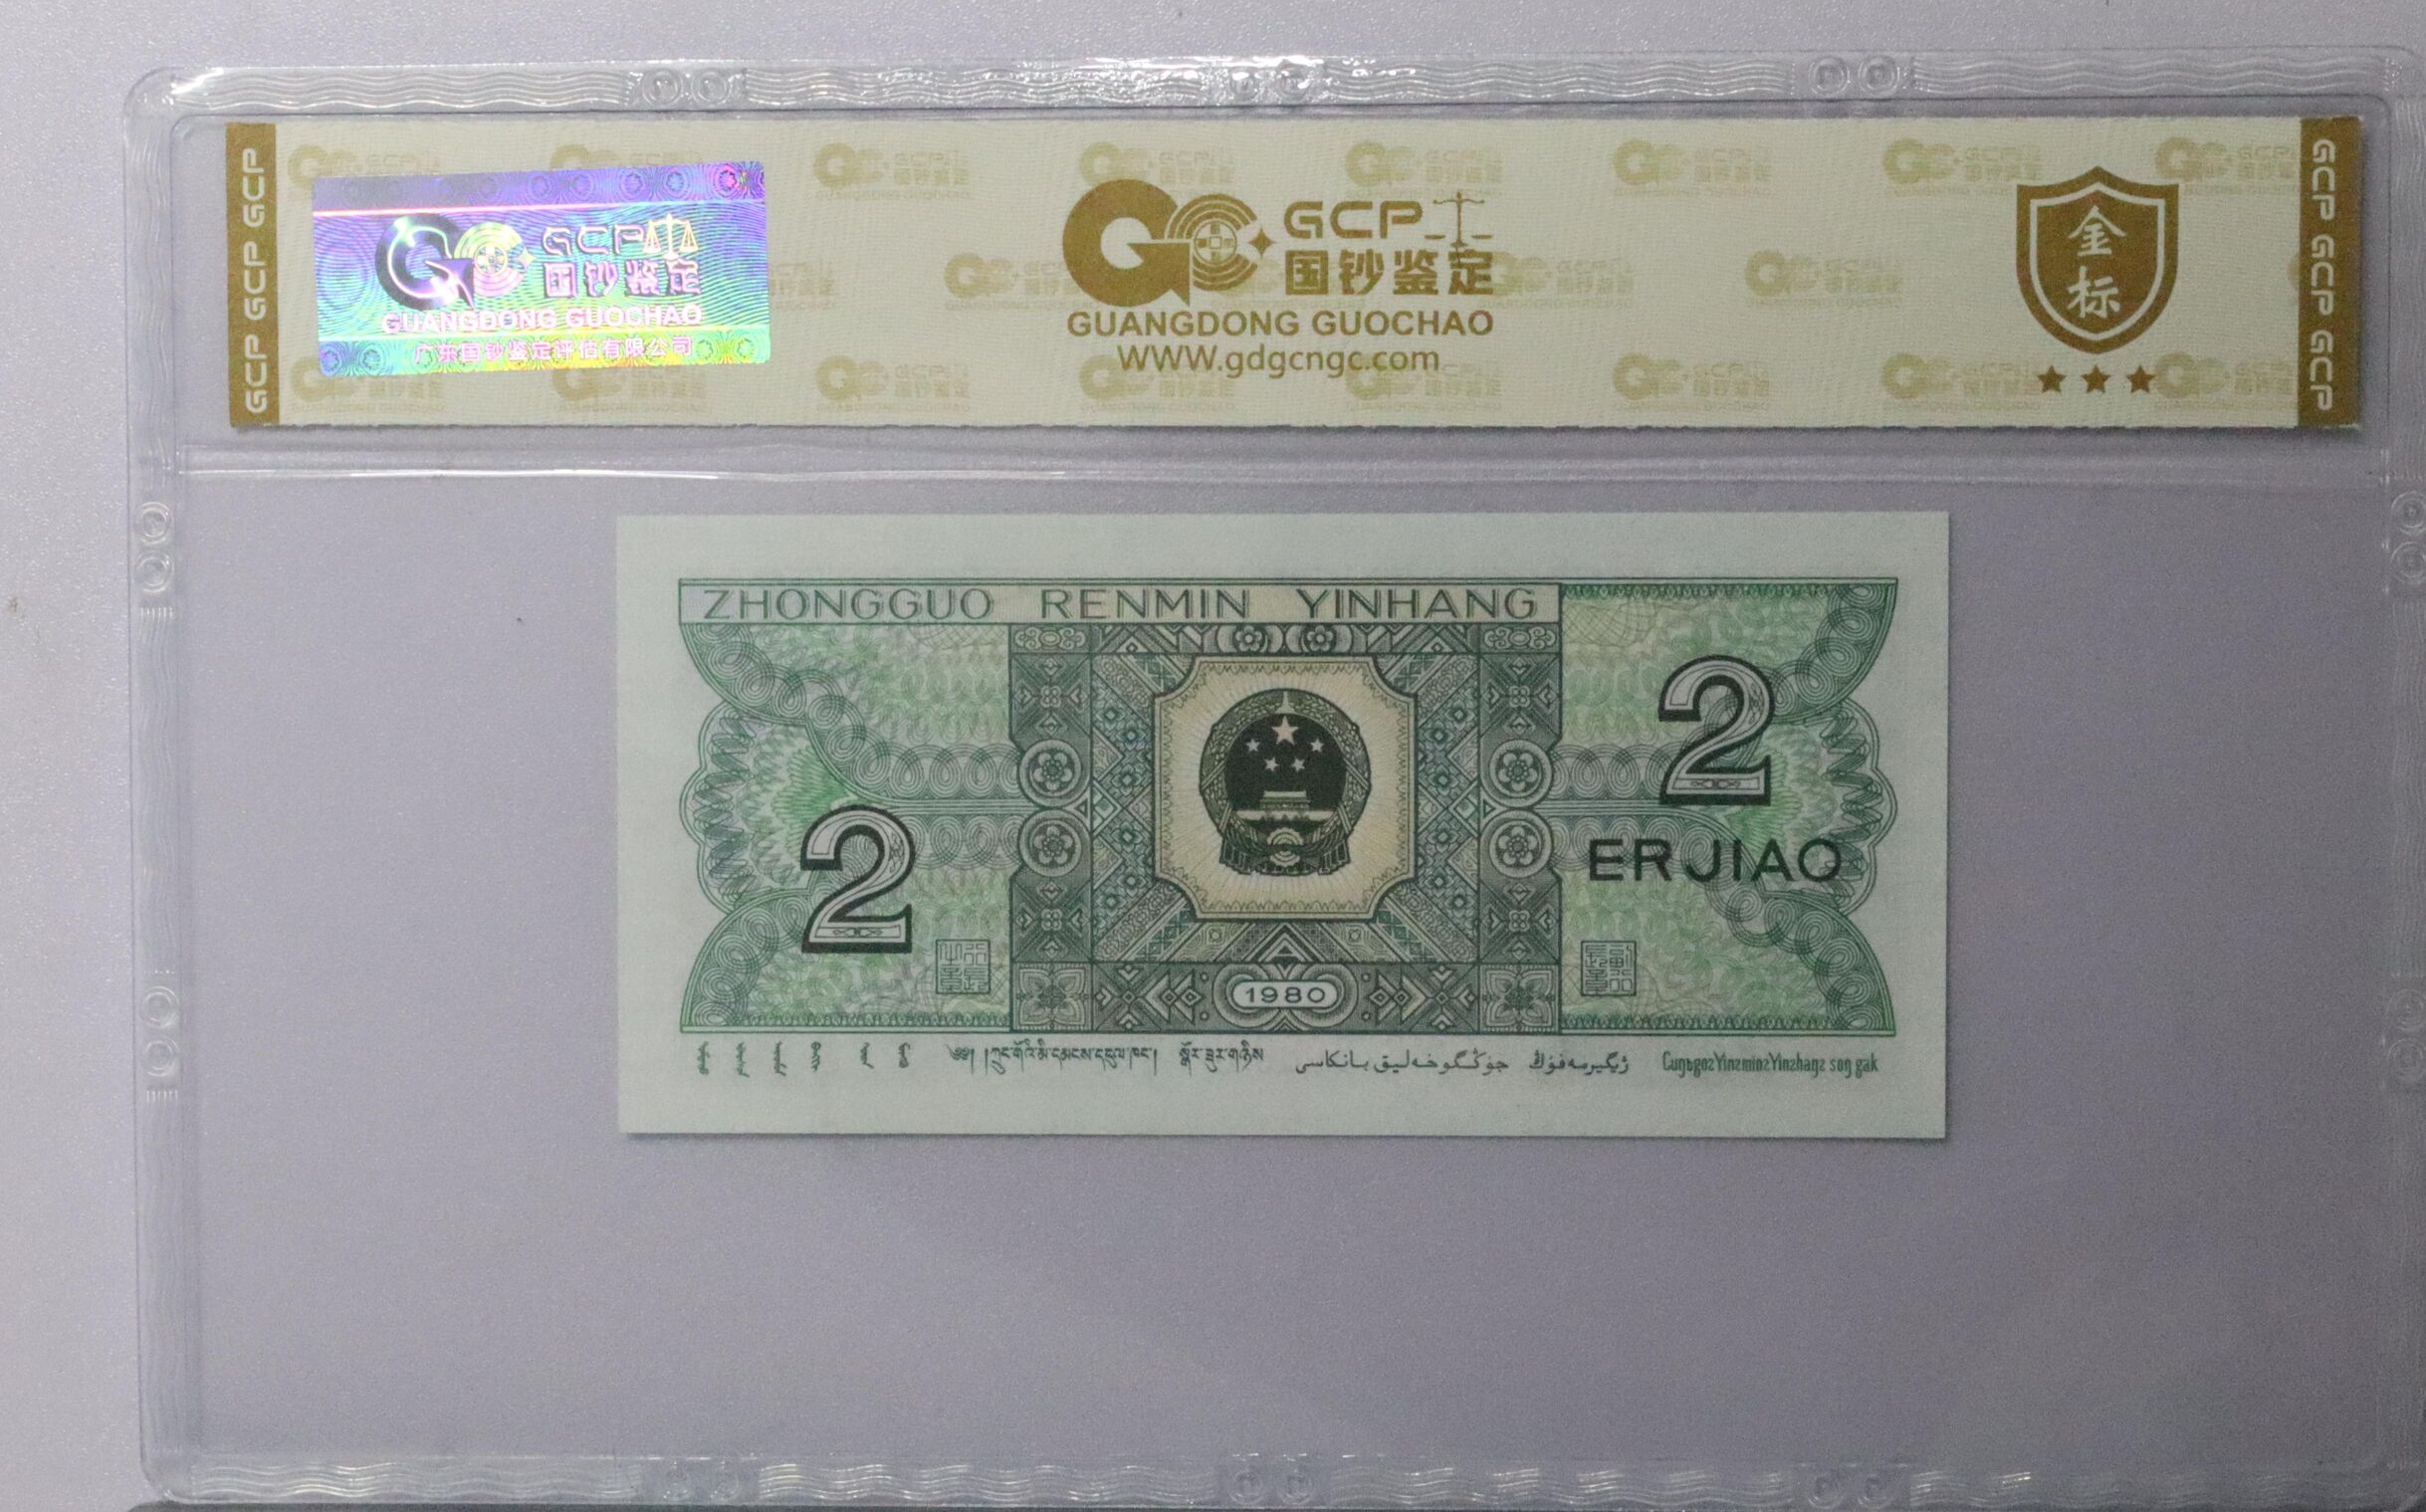 GCP GCP GCP
GCP
国钞鉴定
GUANGDONG GUOCHAO
广东国钞鉴定评估有限公司
GCP
国钞鉴定
GUANGDONG GUOCHAO
WWW.gdgcngc.com
金
标
GCP GCP GCP
ZHONGGUO RENMIN YINHANG
2
ERJIAO
2
1980
جۇڭگوخەلىق بانكاسى